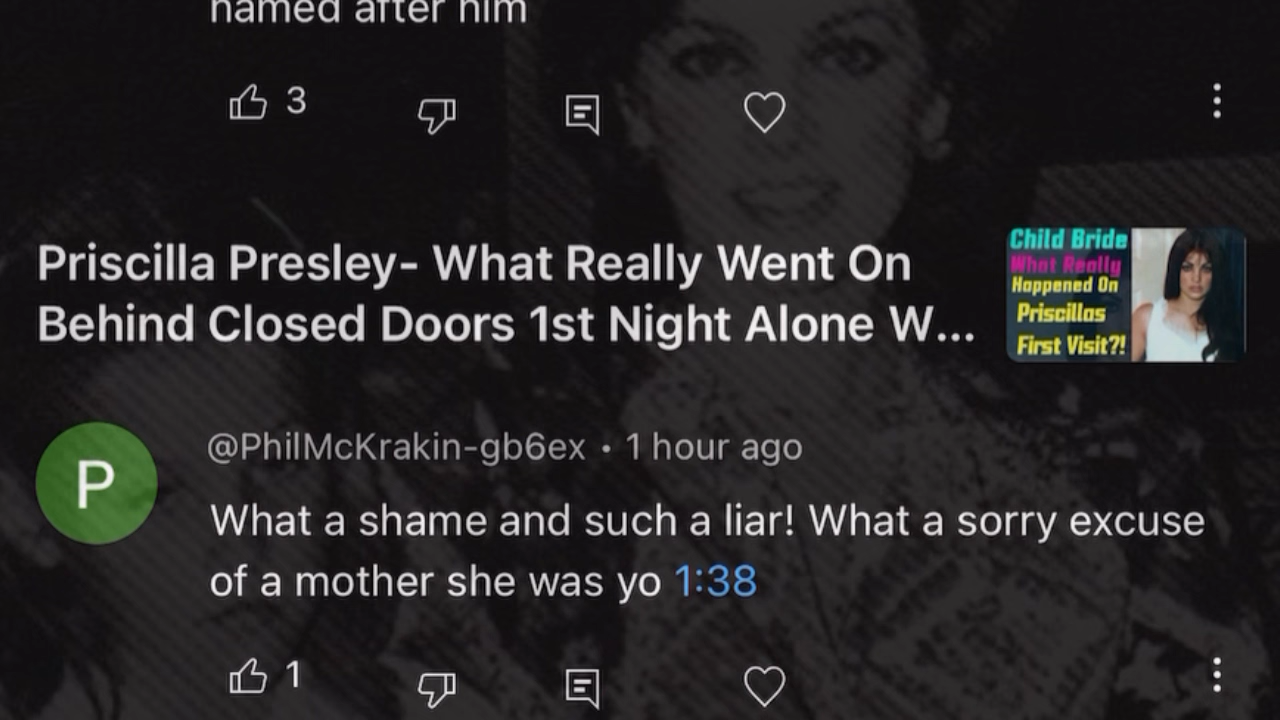 named after him
3
Priscilla Presley- What Really Went On
Behind Closed Doors 1st Night Alone W...
Child Bride
What Really
Happened On
Priscillas
First Visit?!
P
@PhilMcKrakin-gb6ex • 1 hour ago
What a shame and such a liar! What a sorry excuse
of a mother she was yo 1:38
1